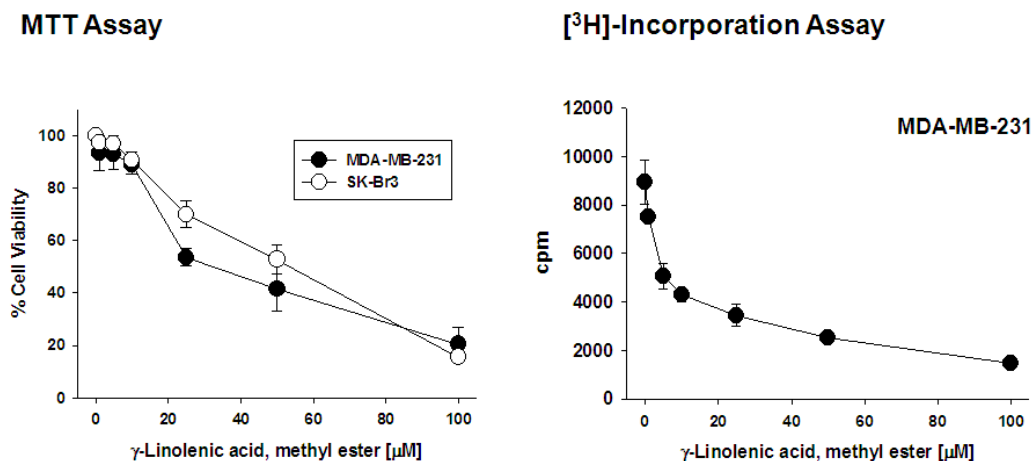 MTT Assay
[³H]-Incorporation Assay
% Cell Viability
100
80
60
40
20
0
MDA-MB-231
SK-Br3
0
20
40
60
80
100
γ-Linolenic acid, methyl ester [µM]
cpm
12000
10000
8000
6000
4000
2000
0
MDA-MB-231
0
20
40
60
80
100
γ-Linolenic acid, methyl ester [µM]